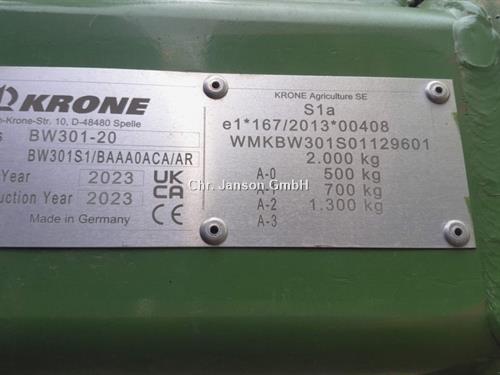 KRONE
-Krone-Str. 10, D-48480 Spelle
s BW301-20
BW301S1/BAAA0ACA/AR
Year 2023
uction Year 2023
UK CA
Made in Germany
KRONE Agriculture SE
S1a
e1*167/2013*00408
WMKBW301S01129601
2.000 kg
A-0 500 kg
A-1 700 kg
A-2 1.300 kg
A-3
Chr. Janson GmbH